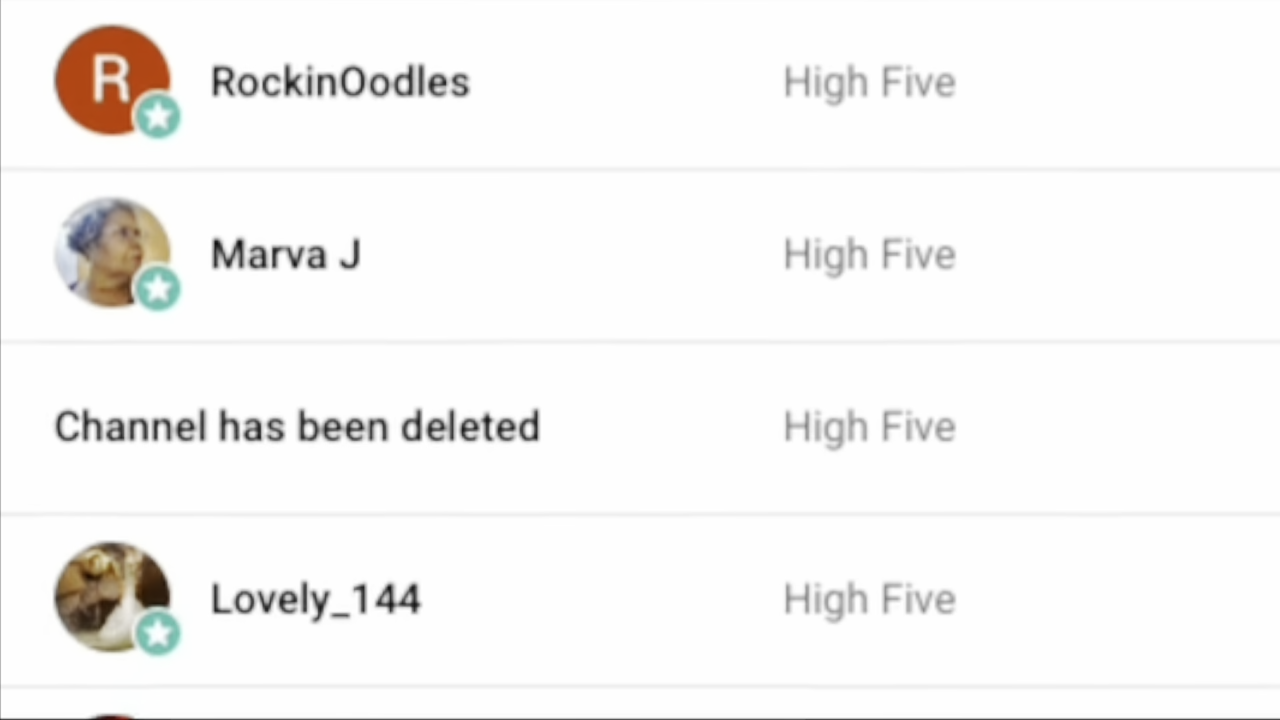 R RockinOodles High Five
Marva J High Five
Channel has been deleted High Five
Lovely_144 High Five